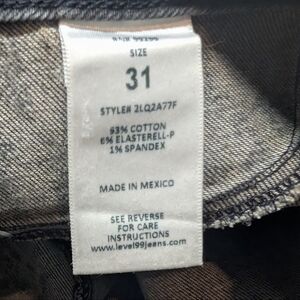 SIZE
31
STYLE# 2LQ2A77F
93% COTTON
6% ELASTERELL-P
1% SPANDEX
MADE IN MEXICO
SEE REVERSE
FOR CARE
INSTRUCTIONS
www.level99jeans.com